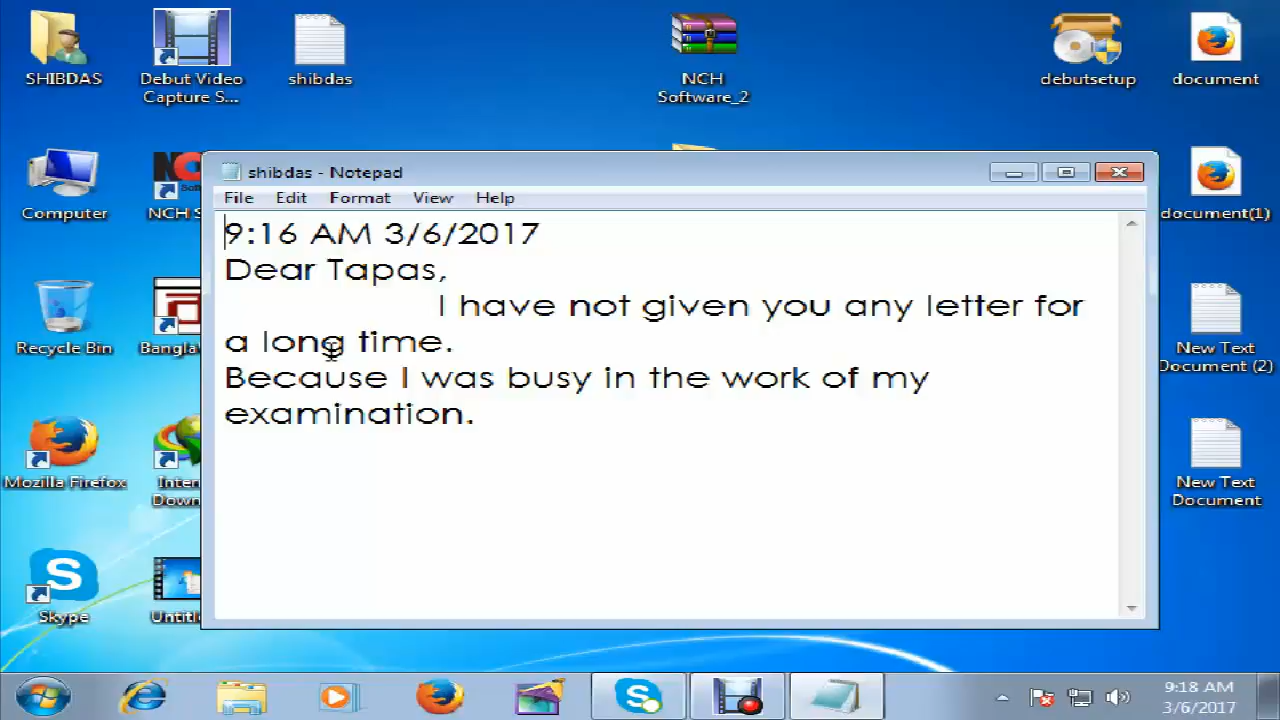 SHIBDAS
Debut Video
Capture S...
shibdas
NCH
Software_2
debutsetup
document
shibdas - Notepad
File Edit Format View Help
9:16 AM 3/6/2017
Dear Tapas,
I have not given you any letter for
a long time.
Because I was busy in the work of my
examination.
Computer
NCH S
document(1)
Recycle Bin
Bangla
New Text
Document (2)
Mozilla Firefox
Inter
Down
New Text
Document
Skype
Untitl
9:18 AM
3/6/2017